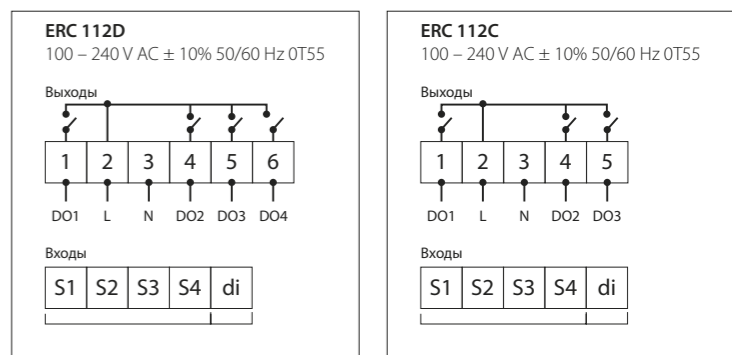 ERC 112D
100 – 240 V AC ± 10% 50/60 Hz 0T55
Выходы
1 2 3 4 5 6
DO1 L N DO2 DO3 DO4
Входы
S1 S2 S3 S4 di
ERC 112C
100 – 240 V AC ± 10% 50/60 Hz 0T55
Выходы
1 2 3 4 5
DO1 L N DO2 DO3
Входы
S1 S2 S3 S4 di